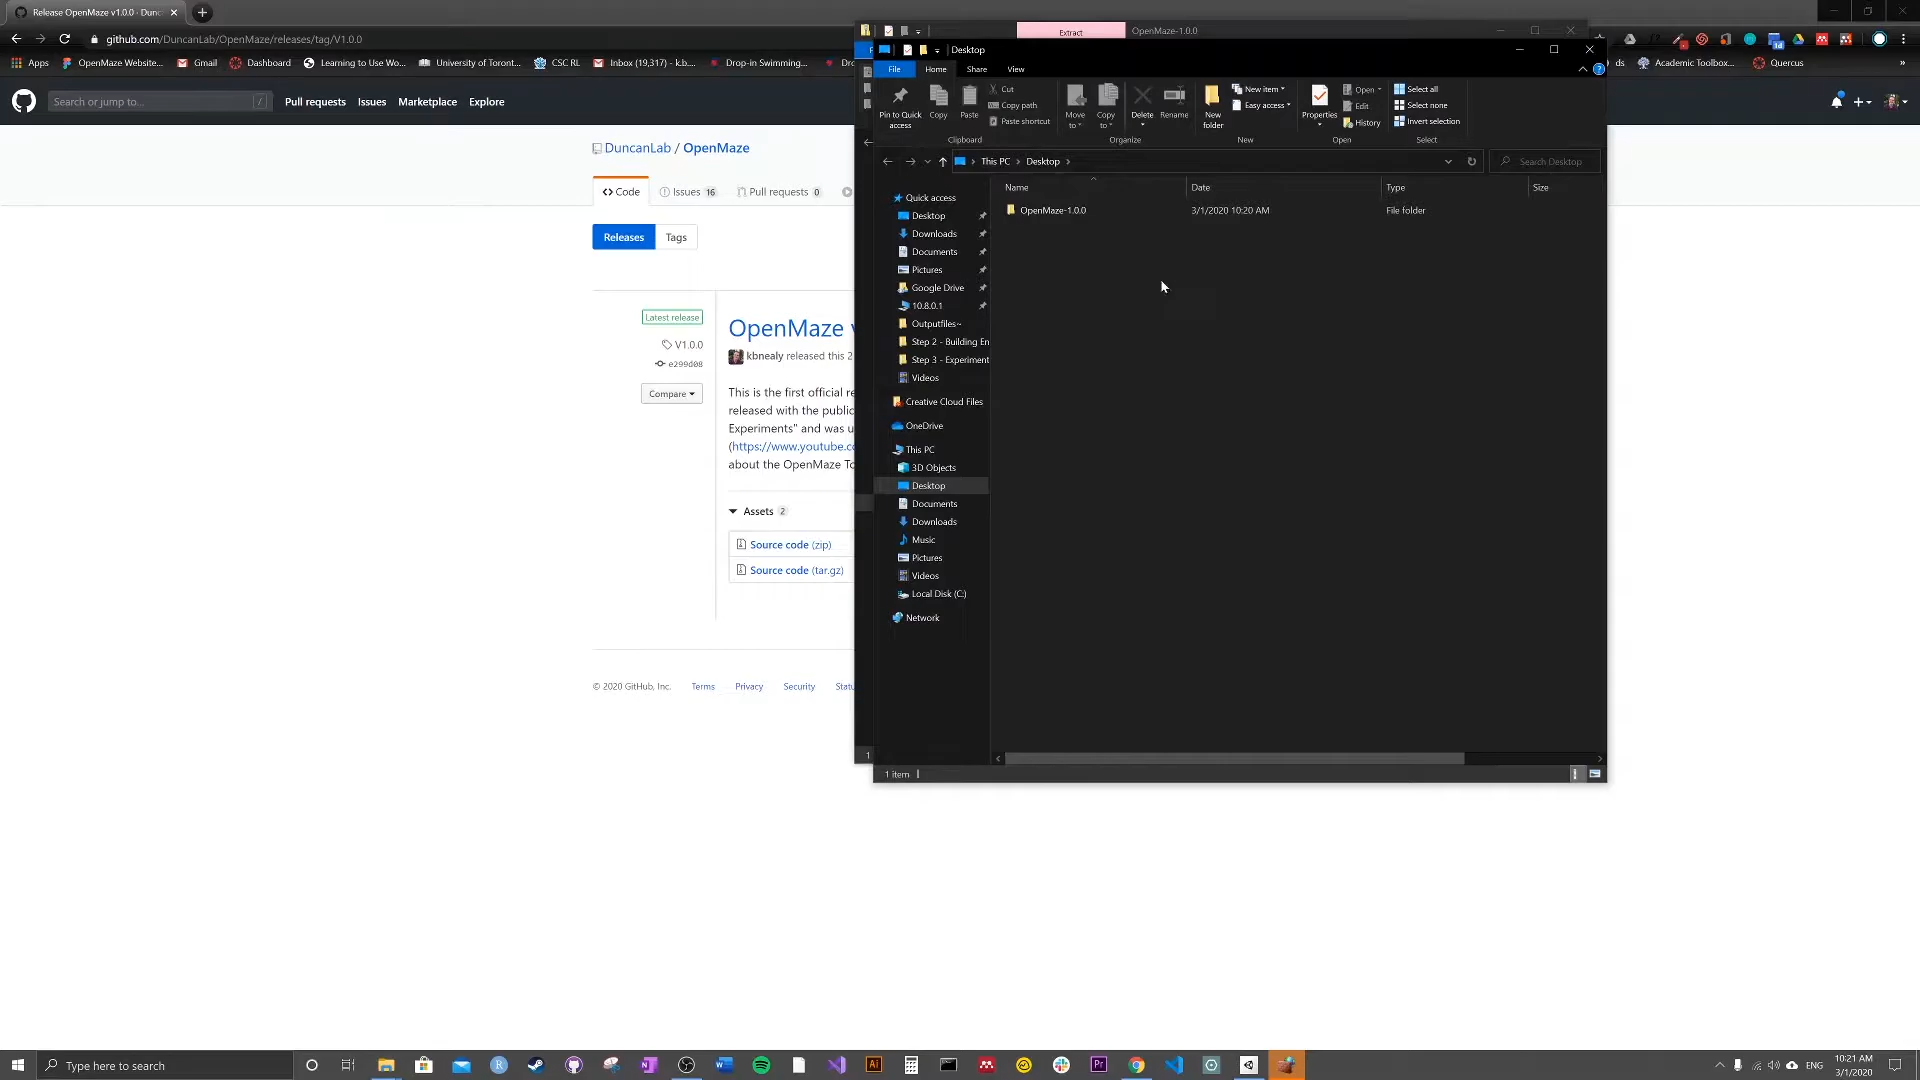 Release OpenMaze v1.0.0 · Dunc
github.com/DuncanLab/OpenMaze/releases/tag/V1.0.0
Apps
OpenMaze Website...
Gmail
Dashboard
Learning to Use Wo...
University of Toront...
CSC RL
Inbox (19,317) - k.b....
Drop-in Swimming...
ds
Academic Toolbox...
Quercus
»
Search or jump to...
/
Pull requests
Issues
Marketplace
Explore
DuncanLab / OpenMaze
<> Code
Issues 16
Pull requests 0
Releases
Tags
Latest release
V1.0.0
e299d08
Compare
OpenMaze
kbnealy released this 2
This is the first official re
released with the public
Experiments" and was u
(https://www.youtube.co
about the OpenMaze To
Assets 2
Source code (zip)
Source code (tar.gz)
© 2020 GitHub, Inc.
Terms
Privacy
Security
Statu
Extract
OpenMaze-1.0.0
Desktop
File
Home
Share
View
Pin to Quick access
Copy
Paste
Cut
Copy path
Paste shortcut
Clipboard
Move to
Copy to
Delete
Rename
Organize
New folder
New item
Easy access
New
Properties
Open
Edit
History
Open
Select all
Select none
Invert selection
Select
This PC › Desktop ›
Search Desktop
Name
Date
Type
Size
OpenMaze-1.0.0
3/1/2020 10:20 AM
File folder
Quick access
Desktop
Downloads
Documents
Pictures
Google Drive
10.8.0.1
Outputfiles~
Step 2 - Building En
Step 3 - Experiment
Videos
Creative Cloud Files
OneDrive
This PC
3D Objects
Desktop
Documents
Downloads
Music
Pictures
Videos
Local Disk (C:)
Network
1
1 item
Type here to search
ENG
10:21 AM
3/1/2020